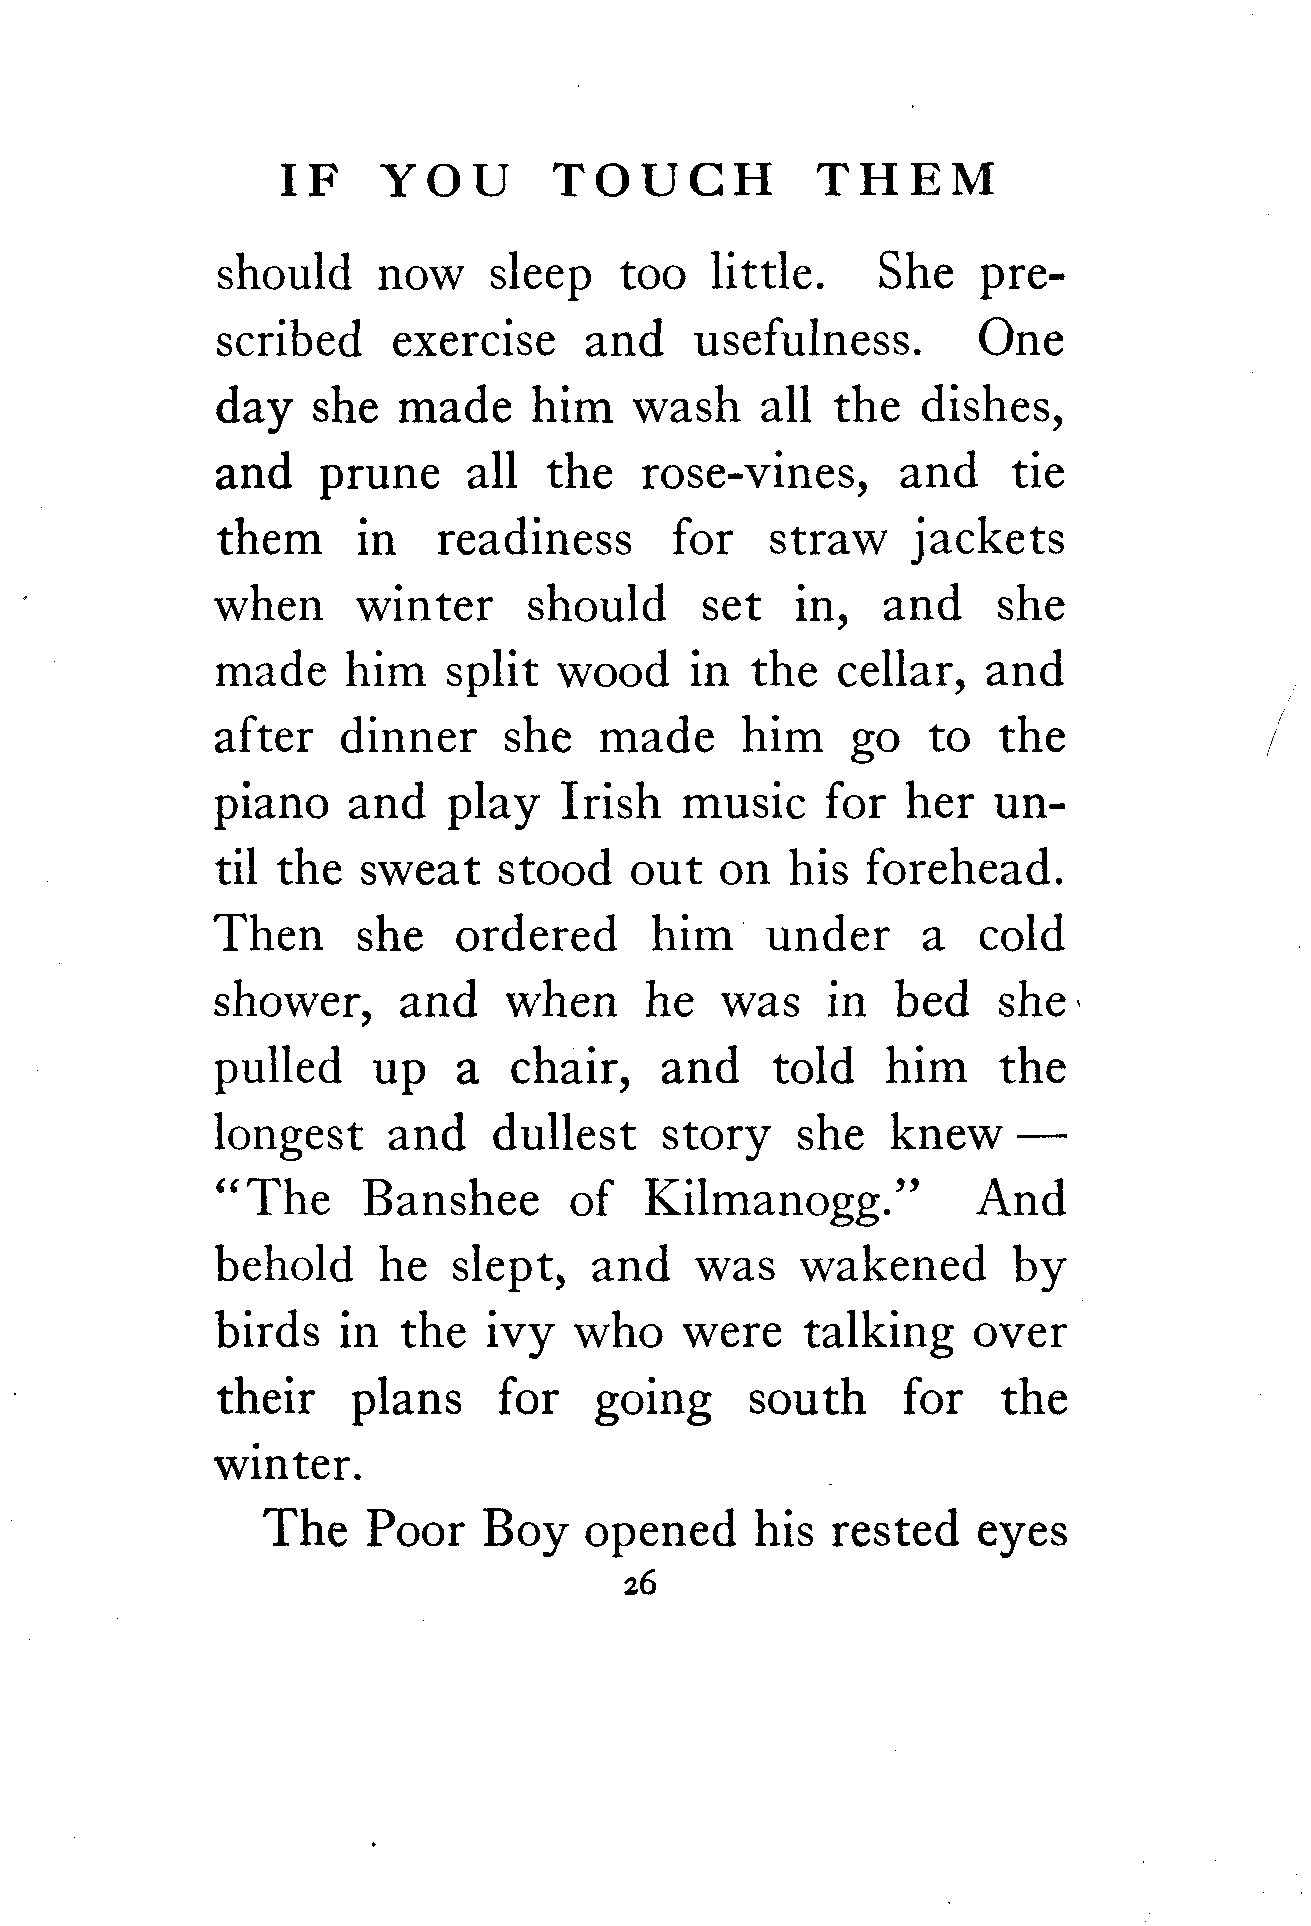 IF YOU TOUCH THEM
should now sleep too little. She pre-
scribed exercise and usefulness. One
day she made him wash all the dishes,
and prune all the rose-vines, and tie
them in readiness for straw jackets
when winter should set in, and she
made him split wood in the cellar, and
after dinner she made him go to the
piano and play Irish music for her un-
til the sweat stood out on his forehead.
Then she ordered him under a cold
shower, and when he was in bed she
pulled up a chair, and told him the
longest and dullest story she knew —
“The Banshee of Kilmanogg.” And
behold he slept, and was wakened by
birds in the ivy who were talking over
their plans for going south for the
winter.
The Poor Boy opened his rested eyes
26